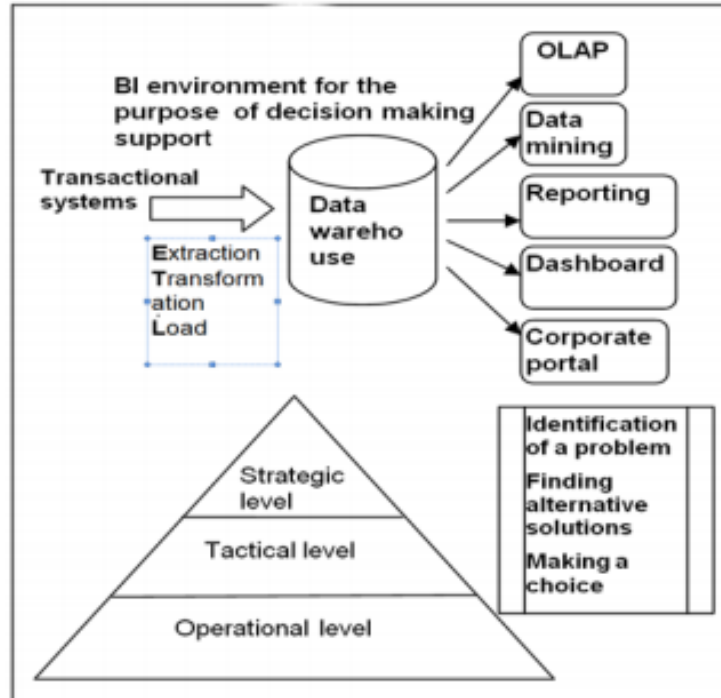 BI environment for the
purpose of decision making
support
Transactional
systems
Extraction
Transform
ation
Load
Data
wareho
use
OLAP
Data
mining
Reporting
Dashboard
Corporate
portal
Strategic
level
Tactical level
Operational level
Identification
of a problem
Finding
alternative
solutions
Making a
choice